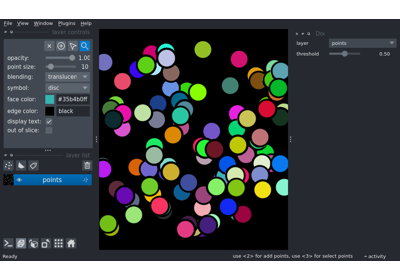 File View Window Plugins Help
layer controls
opacity: 1.00
point size: 10
blending: translucen
symbol: disc
face color: #35b4b0ff
edge color: black
display text:
out of slice:
layer list
points
Ready
Do
layer points
threshold 0.50
use <2> for add points, use <3> for select points
activity